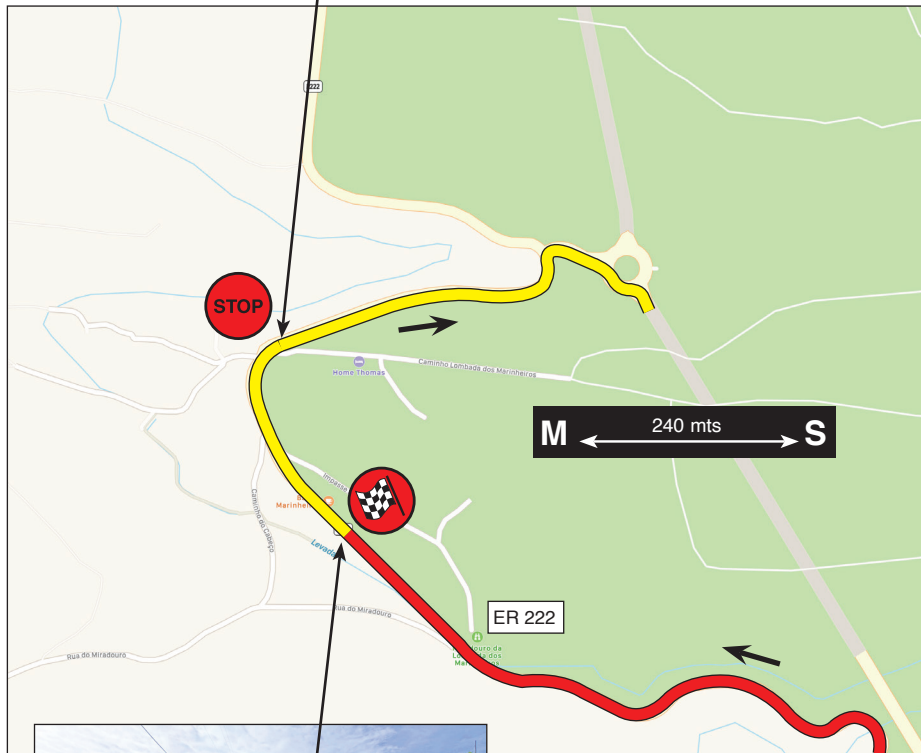 222
STOP
Caminho Lombada dos Marinheiros
Home Thomas
M 240 mts S
Impasse
Marinhe
Caminho do Cabeço
Levada
Rua do Miradouro
ER 222
Rua do Miradouro